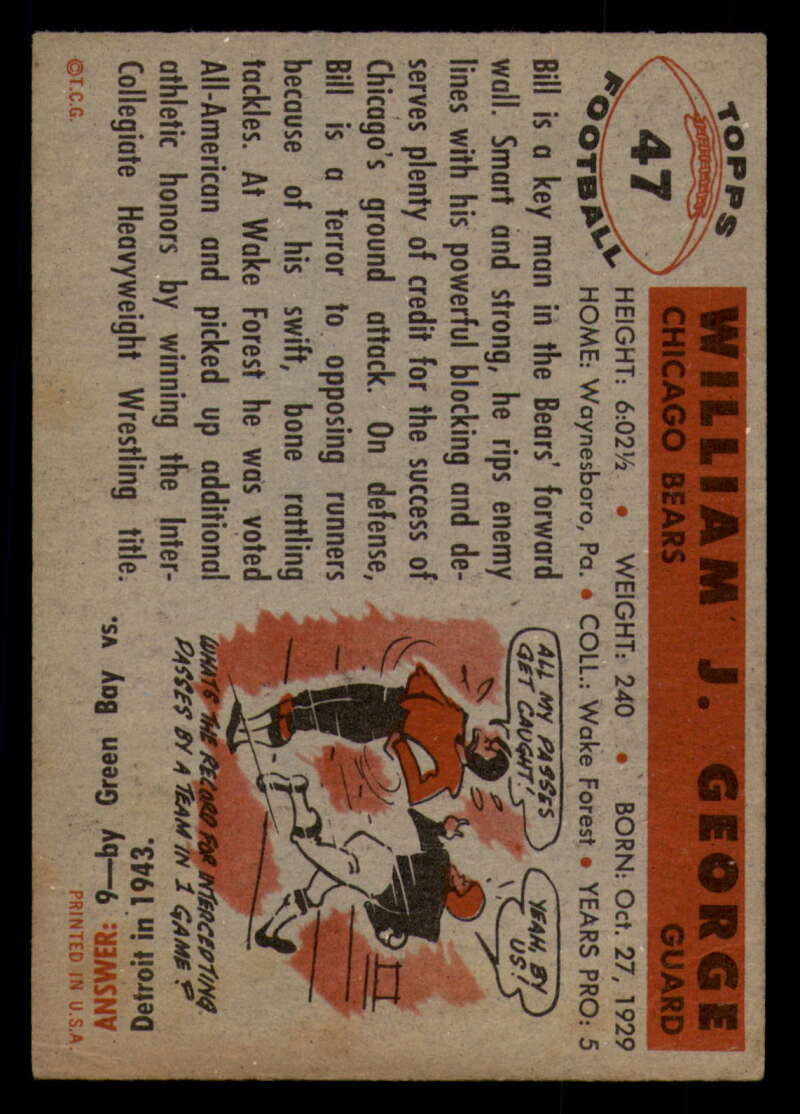 TOPPS
47
FOOTBALL
WILLIAM J. GEORGE
CHICAGO BEARS GUARD
HEIGHT: 6:02½ • WEIGHT: 240 • BORN: Oct. 27, 1929
HOME: Waynesboro, Pa. • COLL.: Wake Forest • YEARS PRO: 5
Bill is a key man in the Bears' forward
wall. Smart and strong, he rips enemy
lines with his powerful blocking and de-
serves plenty of credit for the success of
Chicago's ground attack. On defense,
Bill is a terror to opposing runners
because of his swift, bone rattling
tackles. At Wake Forest he was voted
All-American and picked up additional
athletic honors by winning the Inter-
Collegiate Heavyweight Wrestling title.
©T.C.G.
ALL MY PASSES
GET CAUGHT!
YEAH, BY
US!
WHAT'S THE RECORD FOR INTERCEPTING
PASSES BY A TEAM IN 1 GAME?
ANSWER: 9—by Green Bay vs.
Detroit in 1943.
PRINTED IN U.S.A.